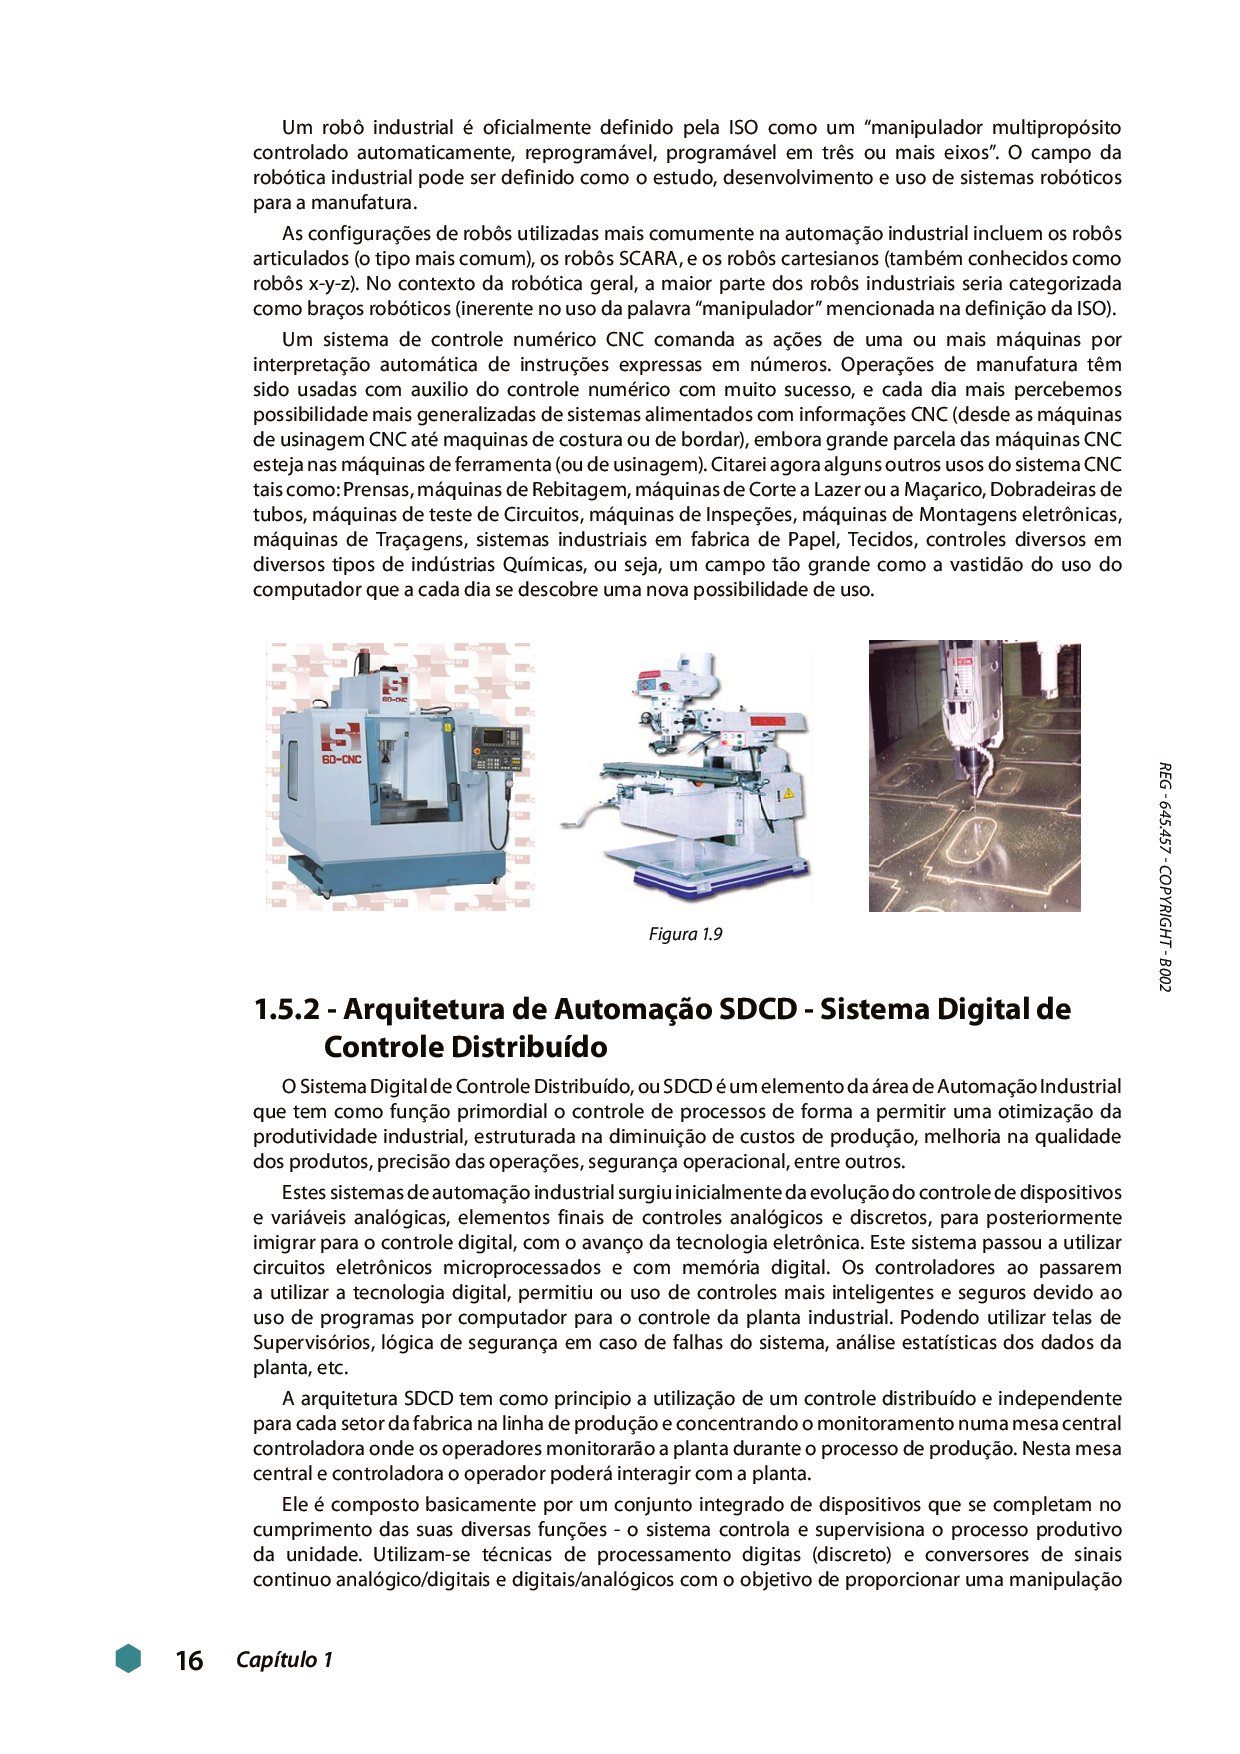 Um robô industrial é oficialmente definido pela ISO como um “manipulador multipropósito
controlado automaticamente, reprogramável, programável em três ou mais eixos”. O campo da
robótica industrial pode ser definido como o estudo, desenvolvimento e uso de sistemas robóticos
para a manufatura.
As configurações de robôs utilizadas mais comumente na automação industrial incluem os robôs
articulados (o tipo mais comum), os robôs SCARA, e os robôs cartesianos (também conhecidos como
robôs x-y-z). No contexto da robótica geral, a maior parte dos robôs industriais seria categorizada
como braços robóticos (inerente no uso da palavra “manipulador” mencionada na definição da ISO).
Um sistema de controle numérico CNC comanda as ações de uma ou mais máquinas por
interpretação automática de instruções expressas em números. Operações de manufatura têm
sido usadas com auxilio do controle numérico com muito sucesso, e cada dia mais percebemos
possibilidade mais generalizadas de sistemas alimentados com informações CNC (desde as máquinas
de usinagem CNC até maquinas de costura ou de bordar), embora grande parcela das máquinas CNC
esteja nas máquinas de ferramenta (ou de usinagem). Citarei agora alguns outros usos do sistema CNC
tais como: Prensas, máquinas de Rebitagem, máquinas de Corte a Lazer ou a Maçarico, Dobradeiras de
tubos, máquinas de teste de Circuitos, máquinas de Inspeções, máquinas de Montagens eletrônicas,
máquinas de Traçagens, sistemas industriais em fabrica de Papel, Tecidos, controles diversos em
diversos tipos de indústrias Químicas, ou seja, um campo tão grande como a vastidão do uso do
computador que a cada dia se descobre uma nova possibilidade de uso.
60-CNC
60-CNC
Figura 1.9
REG - 645.457 - COPYRIGHT - B002
1.5.2 - Arquitetura de Automação SDCD - Sistema Digital de
Controle Distribuído
O Sistema Digital de Controle Distribuído, ou SDCD é um elemento da área de Automação Industrial
que tem como função primordial o controle de processos de forma a permitir uma otimização da
produtividade industrial, estruturada na diminuição de custos de produção, melhoria na qualidade
dos produtos, precisão das operações, segurança operacional, entre outros.
Estes sistemas de automação industrial surgiu inicialmente da evolução do controle de dispositivos
e variáveis analógicas, elementos finais de controles analógicos e discretos, para posteriormente
imigrar para o controle digital, com o avanço da tecnologia eletrônica. Este sistema passou a utilizar
circuitos eletrônicos microprocessados e com memória digital. Os controladores ao passarem
a utilizar a tecnologia digital, permitiu ou uso de controles mais inteligentes e seguros devido ao
uso de programas por computador para o controle da planta industrial. Podendo utilizar telas de
Supervisórios, lógica de segurança em caso de falhas do sistema, análise estatísticas dos dados da
planta, etc.
A arquitetura SDCD tem como principio a utilização de um controle distribuído e independente
para cada setor da fabrica na linha de produção e concentrando o monitoramento numa mesa central
controladora onde os operadores monitorarão a planta durante o processo de produção. Nesta mesa
central e controladora o operador poderá interagir com a planta.
Ele é composto basicamente por um conjunto integrado de dispositivos que se completam no
cumprimento das suas diversas funções - o sistema controla e supervisiona o processo produtivo
da unidade. Utilizam-se técnicas de processamento digitas (discreto) e conversores de sinais
continuo analógico/digitais e digitais/analógicos com o objetivo de proporcionar uma manipulação
16 Capítulo 1